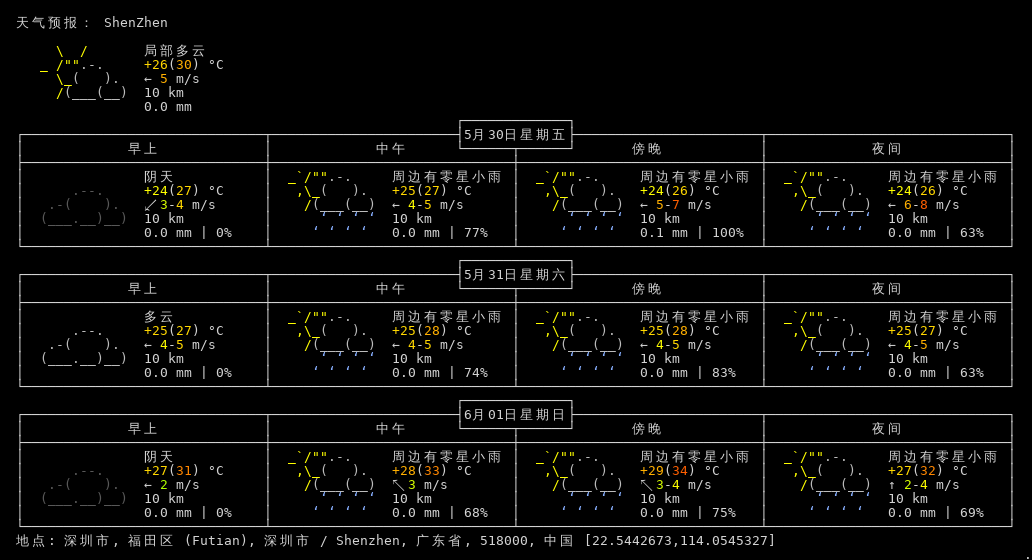 天气预报： ShenZhen
局部多云
+26(30) °C
← 5 m/s
10 km
0.0 mm
5月30日星期五
早上 中午 傍晚 夜间
阴天 周边有零星小雨 周边有零星小雨 周边有零星小雨
+24(27) °C +25(27) °C +24(26) °C +24(26) °C
↙ 3-4 m/s ← 4-5 m/s ← 5-7 m/s ← 6-8 m/s
10 km 10 km 10 km 10 km
0.0 mm | 0% 0.0 mm | 77% 0.1 mm | 100% 0.0 mm | 63%
5月31日星期六
早上 中午 傍晚 夜间
多云 周边有零星小雨 周边有零星小雨 周边有零星小雨
+25(27) °C +25(28) °C +25(28) °C +25(27) °C
← 4-5 m/s ← 4-5 m/s ← 4-5 m/s ← 4-5 m/s
10 km 10 km 10 km 10 km
0.0 mm | 0% 0.0 mm | 74% 0.0 mm | 83% 0.0 mm | 63%
6月01日星期日
早上 中午 傍晚 夜间
阴天 周边有零星小雨 周边有零星小雨 周边有零星小雨
+27(31) °C +28(33) °C +29(34) °C +27(32) °C
← 2 m/s ↖ 3 m/s ↖ 3-4 m/s ↑ 2-4 m/s
10 km 10 km 10 km 10 km
0.0 mm | 0% 0.0 mm | 68% 0.0 mm | 75% 0.0 mm | 69%
地点: 深圳市, 福田区 (Futian), 深圳市 / Shenzhen, 广东省, 518000, 中国 [22.5442673,114.0545327]